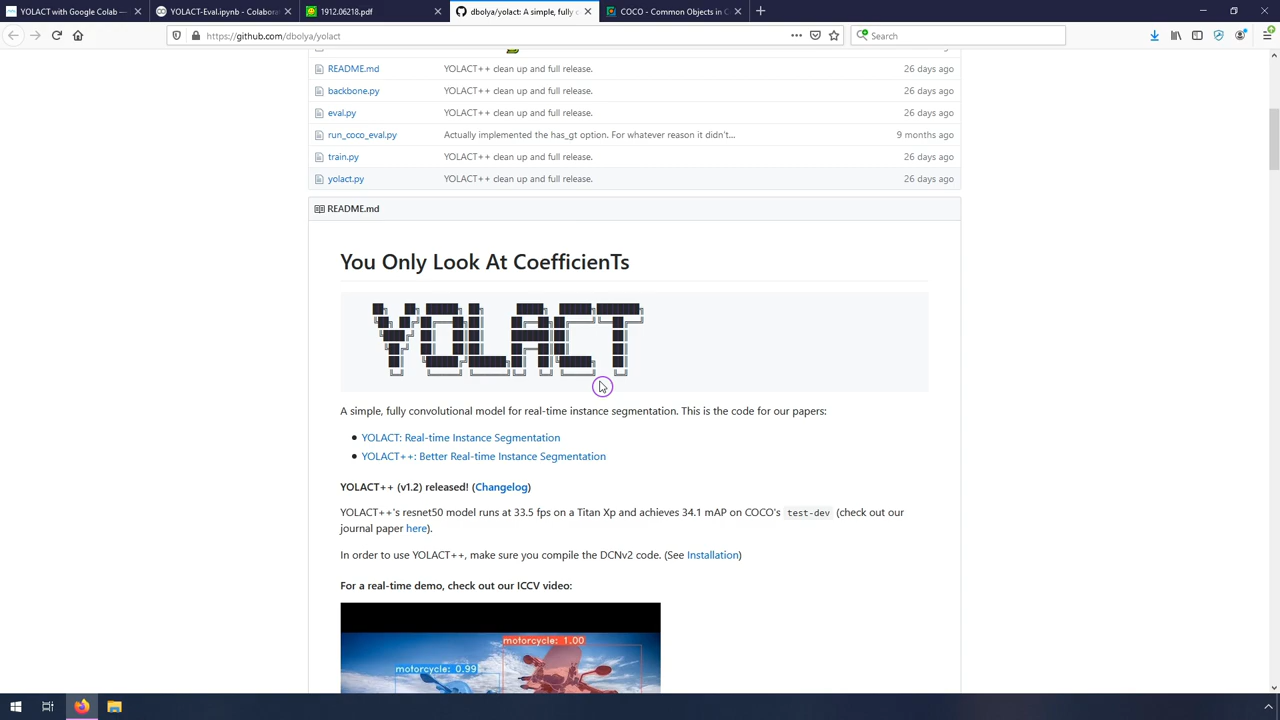 YOLACT with Google Colab —
YOLACT-Eval.ipynb - Colabora
1912.06218.pdf
dbolya/yolact: A simple, fully c
COCO - Common Objects in C
https://github.com/dbolya/yolact
Search
README.md YOLACT++ clean up and full release. 26 days ago
backbone.py YOLACT++ clean up and full release. 26 days ago
eval.py YOLACT++ clean up and full release. 26 days ago
run_coco_eval.py Actually implemented the has_gt option. For whatever reason it didn't... 9 months ago
train.py YOLACT++ clean up and full release. 26 days ago
yolact.py YOLACT++ clean up and full release. 26 days ago
README.md
You Only Look At CoefficienTs
YOLACT
A simple, fully convolutional model for real-time instance segmentation. This is the code for our papers:
• YOLACT: Real-time Instance Segmentation
• YOLACT++: Better Real-time Instance Segmentation
YOLACT++ (v1.2) released! (Changelog)
YOLACT++'s resnet50 model runs at 33.5 fps on a Titan Xp and achieves 34.1 mAP on COCO's test-dev (check out our
journal paper here).
In order to use YOLACT++, make sure you compile the DCNv2 code. (See Installation)
For a real-time demo, check out our ICCV video:
motorcycle: 1.00
motorcycle: 0.99